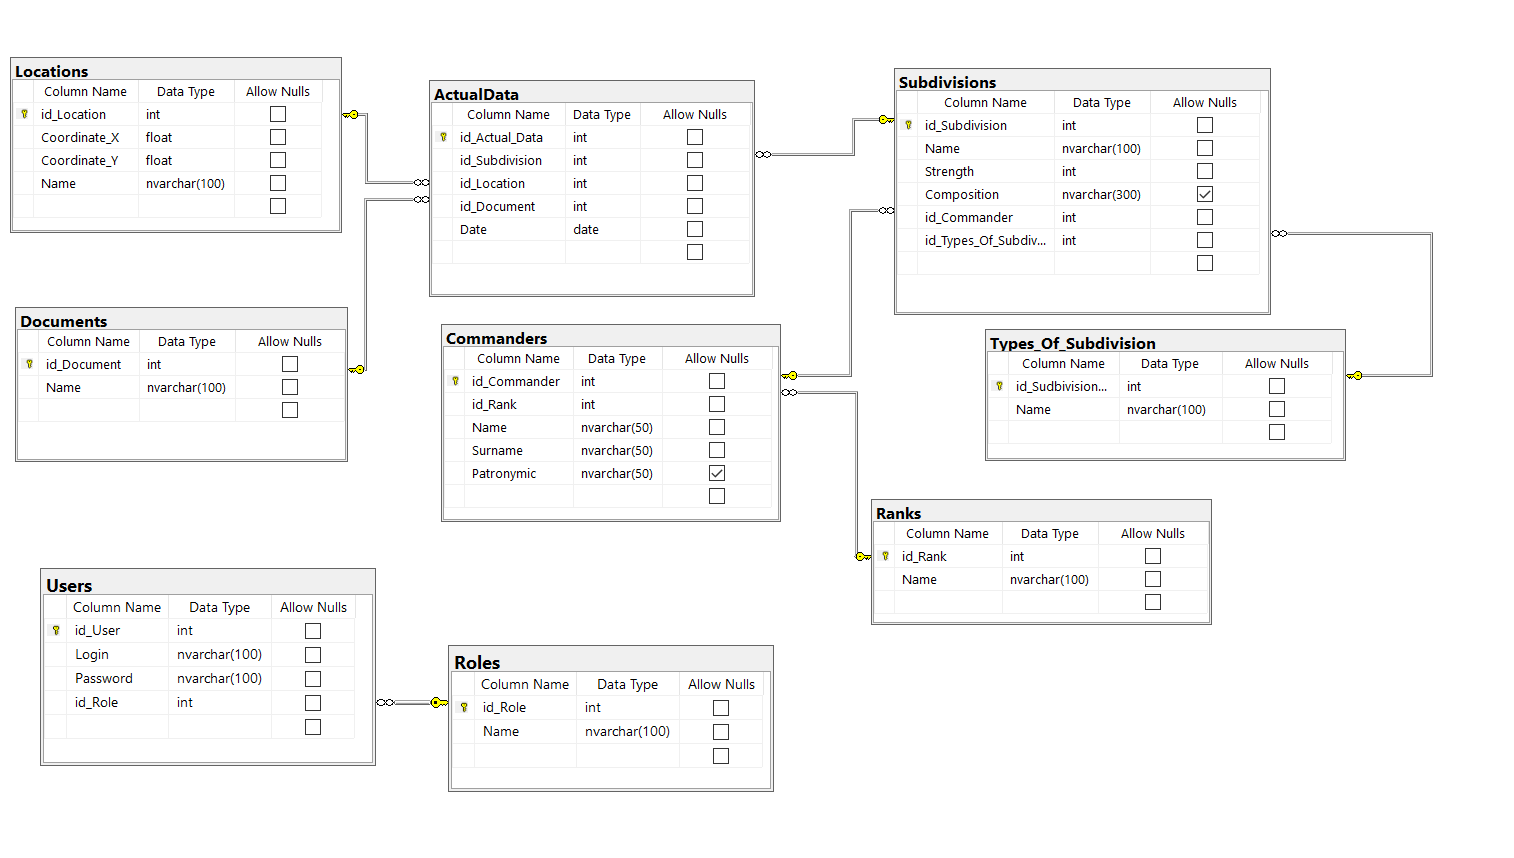 Locations
Column Name Data Type Allow Nulls
id_Location int
Coordinate_X float
Coordinate_Y float
Name nvarchar(100)
ActualData
Column Name Data Type Allow Nulls
id_Actual_Data int
id_Subdivision int
id_Location int
id_Document int
Date date
Subdivisions
Column Name Data Type Allow Nulls
id_Subdivision int
Name nvarchar(100)
Strength int
Composition nvarchar(300)
id_Commander int
id_Types_Of_Subdiv... int
Documents
Column Name Data Type Allow Nulls
id_Document int
Name nvarchar(100)
Commanders
Column Name Data Type Allow Nulls
id_Commander int
id_Rank int
Name nvarchar(50)
Surname nvarchar(50)
Patronymic nvarchar(50)
Types_Of_Subdivision
Column Name Data Type Allow Nulls
id_Sudbivision... int
Name nvarchar(100)
Ranks
Column Name Data Type Allow Nulls
id_Rank int
Name nvarchar(100)
Users
Column Name Data Type Allow Nulls
id_User int
Login nvarchar(100)
Password nvarchar(100)
id_Role int
Roles
Column Name Data Type Allow Nulls
id_Role int
Name nvarchar(100)